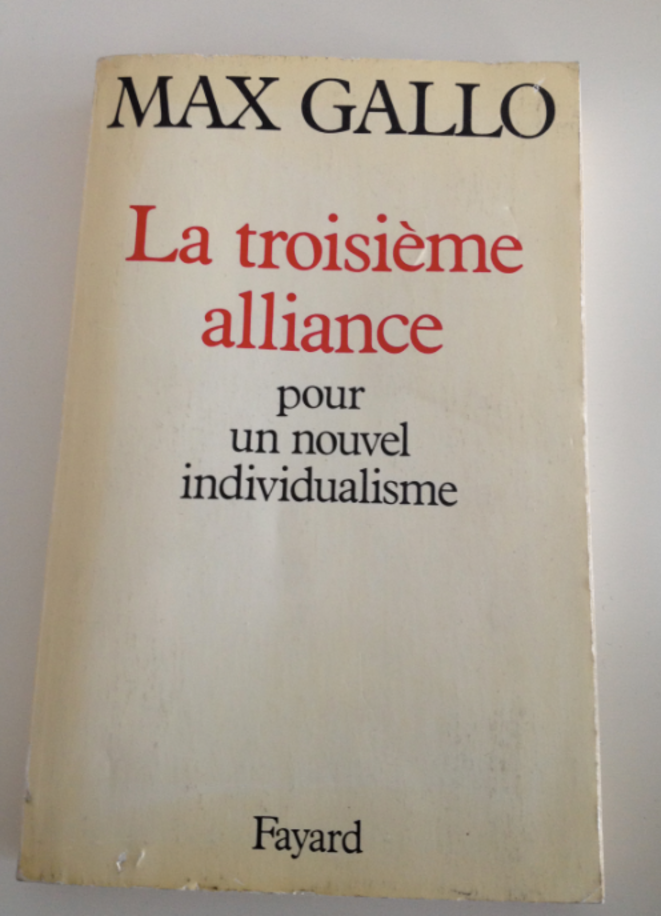 MAX GALLO
La troisième
alliance
pour
un nouvel
individualisme
Fayard